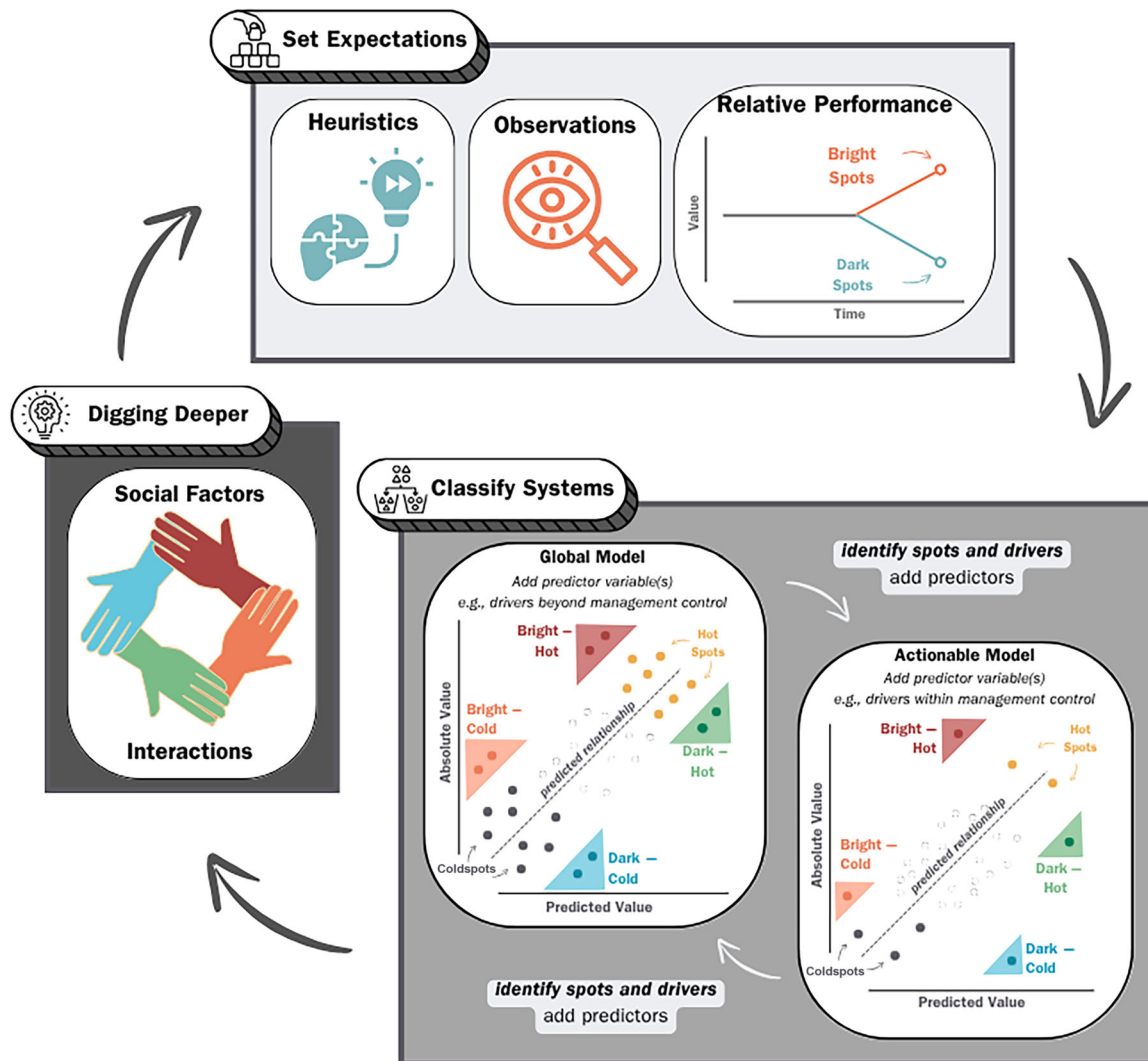 Set Expectations
Heuristics
Observations
Relative Performance
Bright
Spots
Value
Dark
Spots
Time
Digging Deeper
Social Factors
Interactions
Classify Systems
identify spots and drivers
add predictors
Global Model
Add predictor variable(s)
e.g., drivers beyond management control
Bright —
Hot
Hot
Spots
Bright —
Cold
Absolute Value
predicted relationship
Dark —
Hot
Coldspots
Dark —
Cold
Predicted Value
Actionable Model
Add predictor variable(s)
e.g., drivers within management control
Bright —
Hot
Hot
Spots
Absolute Vlalue
predicted relationship
Bright —
Cold
Dark —
Hot
Coldspots
Dark —
Cold
Predicted Value
identify spots and drivers
add predictors